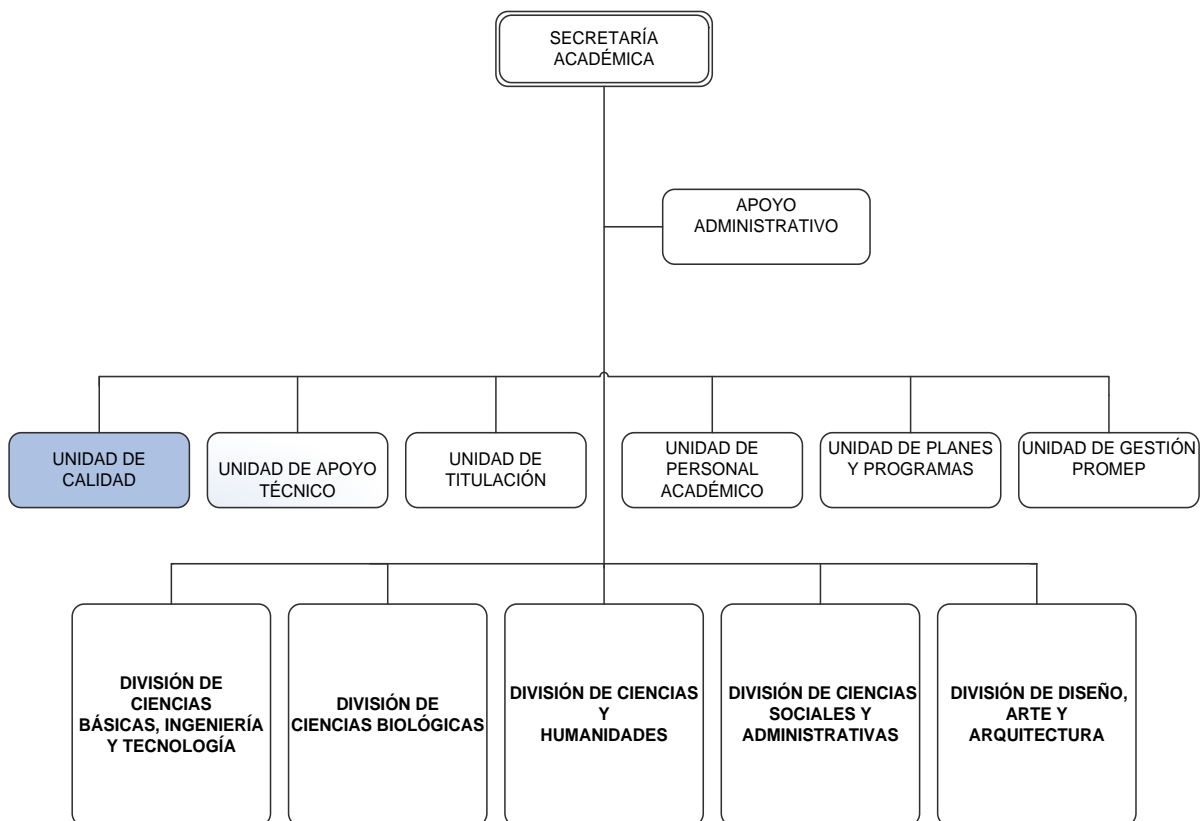 SECRETARÍA
ACADÉMICA
APOYO
ADMINISTRATIVO
UNIDAD DE
CALIDAD
UNIDAD DE APOYO
TÉCNICO
UNIDAD DE
TITULACIÓN
UNIDAD DE
PERSONAL
ACADÉMICO
UNIDAD DE PLANES
Y PROGRAMAS
UNIDAD DE GESTIÓN
PROMEP
DIVISIÓN DE
CIENCIAS
BÁSICAS, INGENIERÍA
Y TECNOLOGÍA
DIVISIÓN DE
CIENCIAS BIOLÓGICAS
DIVISIÓN DE CIENCIAS
Y
HUMANIDADES
DIVISIÓN DE CIENCIAS
SOCIALES Y
ADMINISTRATIVAS
DIVISIÓN DE DISEÑO,
ARTE Y
ARQUITECTURA